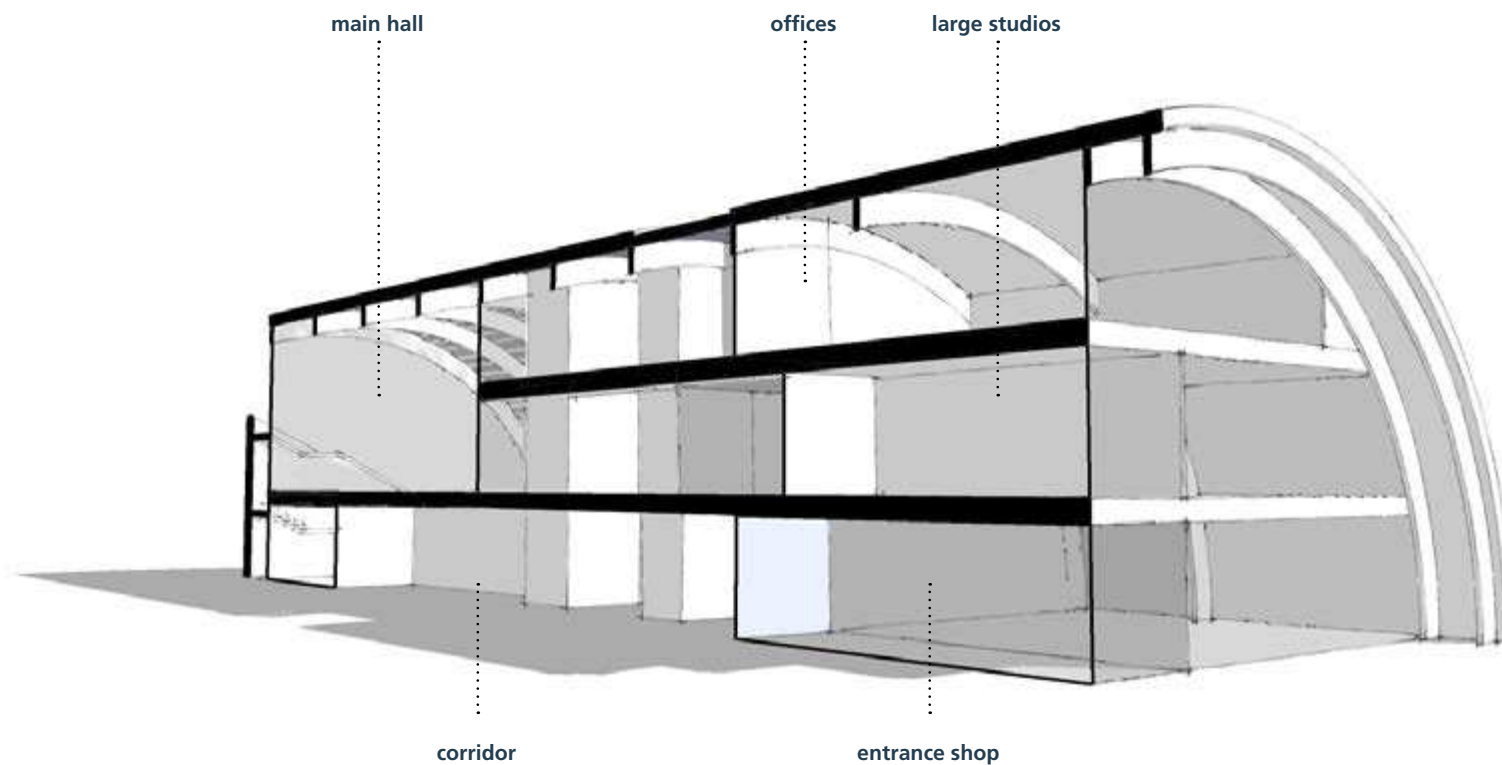 main hall
offices
large studios
corridor
entrance shop